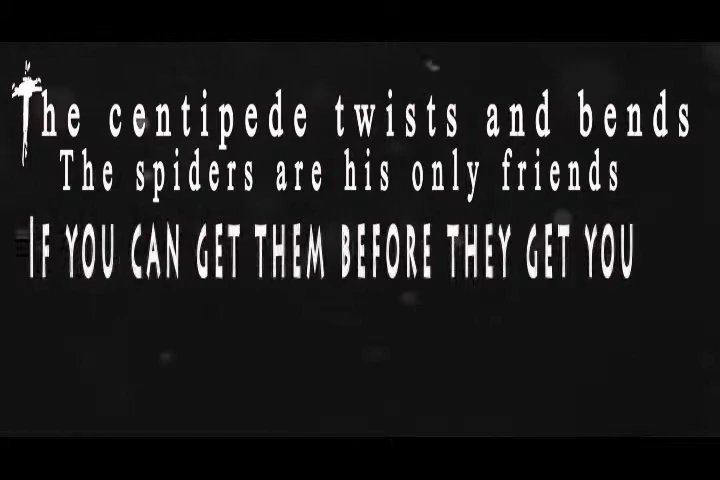 The centipede twists and bends
The spiders are his only friends
IF YOU CAN GET THEM BEFORE THEY GET YOU